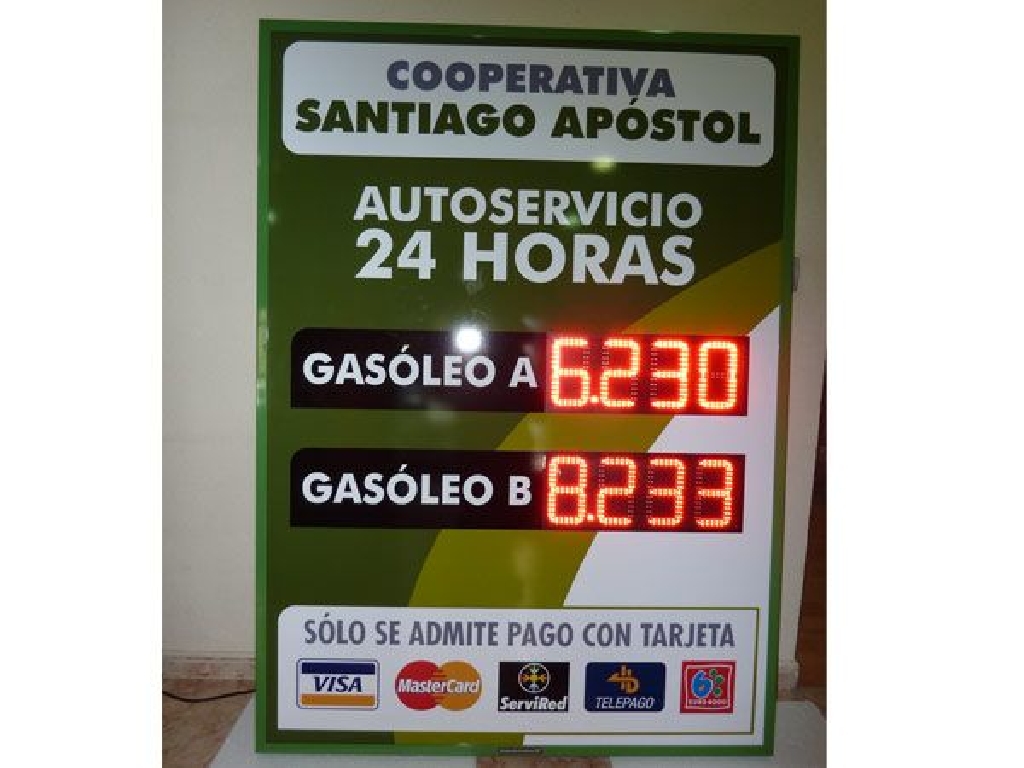 COOPERATIVA
SANTIAGO APÓSTOL
AUTOSERVICIO
24 HORAS
GASÓLEO A 6.230
GASÓLEO B 8.233
SÓLO SE ADMITE PAGO CON TARJETA
VISA MasterCard ServiRed TELEPAGO